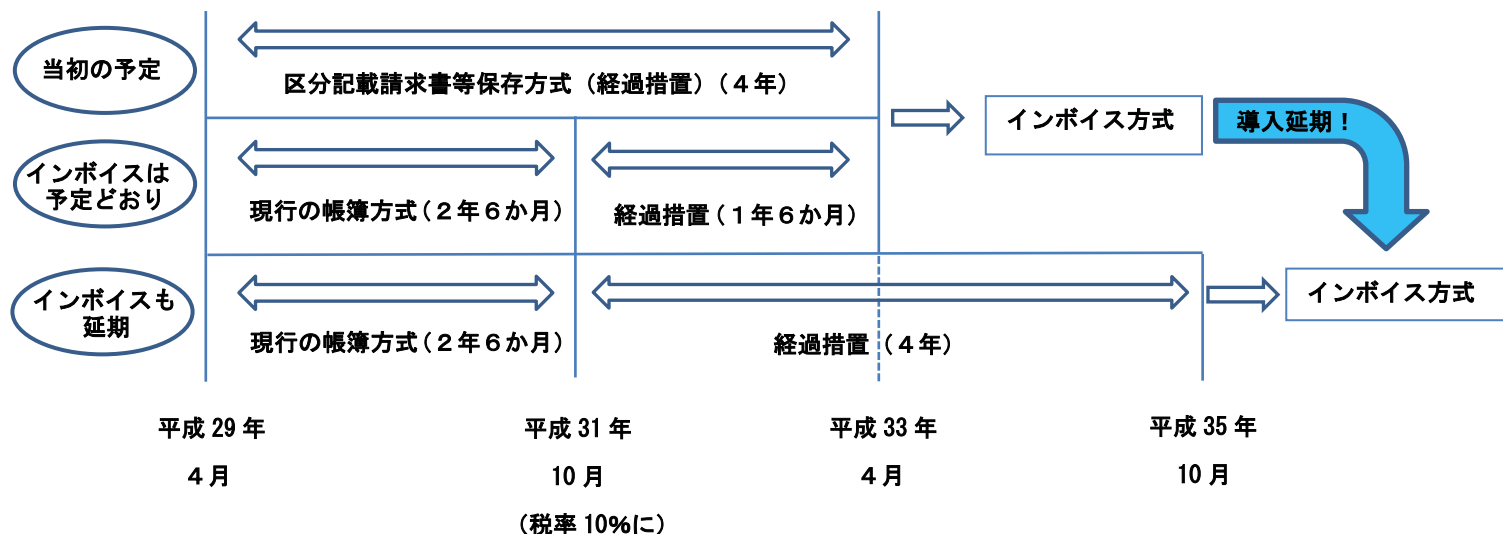 当初の予定
区分記載請求書等保存方式（経過措置）（４年）
インボイス方式
導入延期！
インボイスは
予定どおり
現行の帳簿方式（２年６か月）
経過措置（１年６か月）
インボイスも
延期
現行の帳簿方式（２年６か月）
経過措置（４年）
インボイス方式
平成 29 年
４月
平成 31 年
10 月
（税率 10%に）
平成 33 年
４月
平成 35 年
10 月